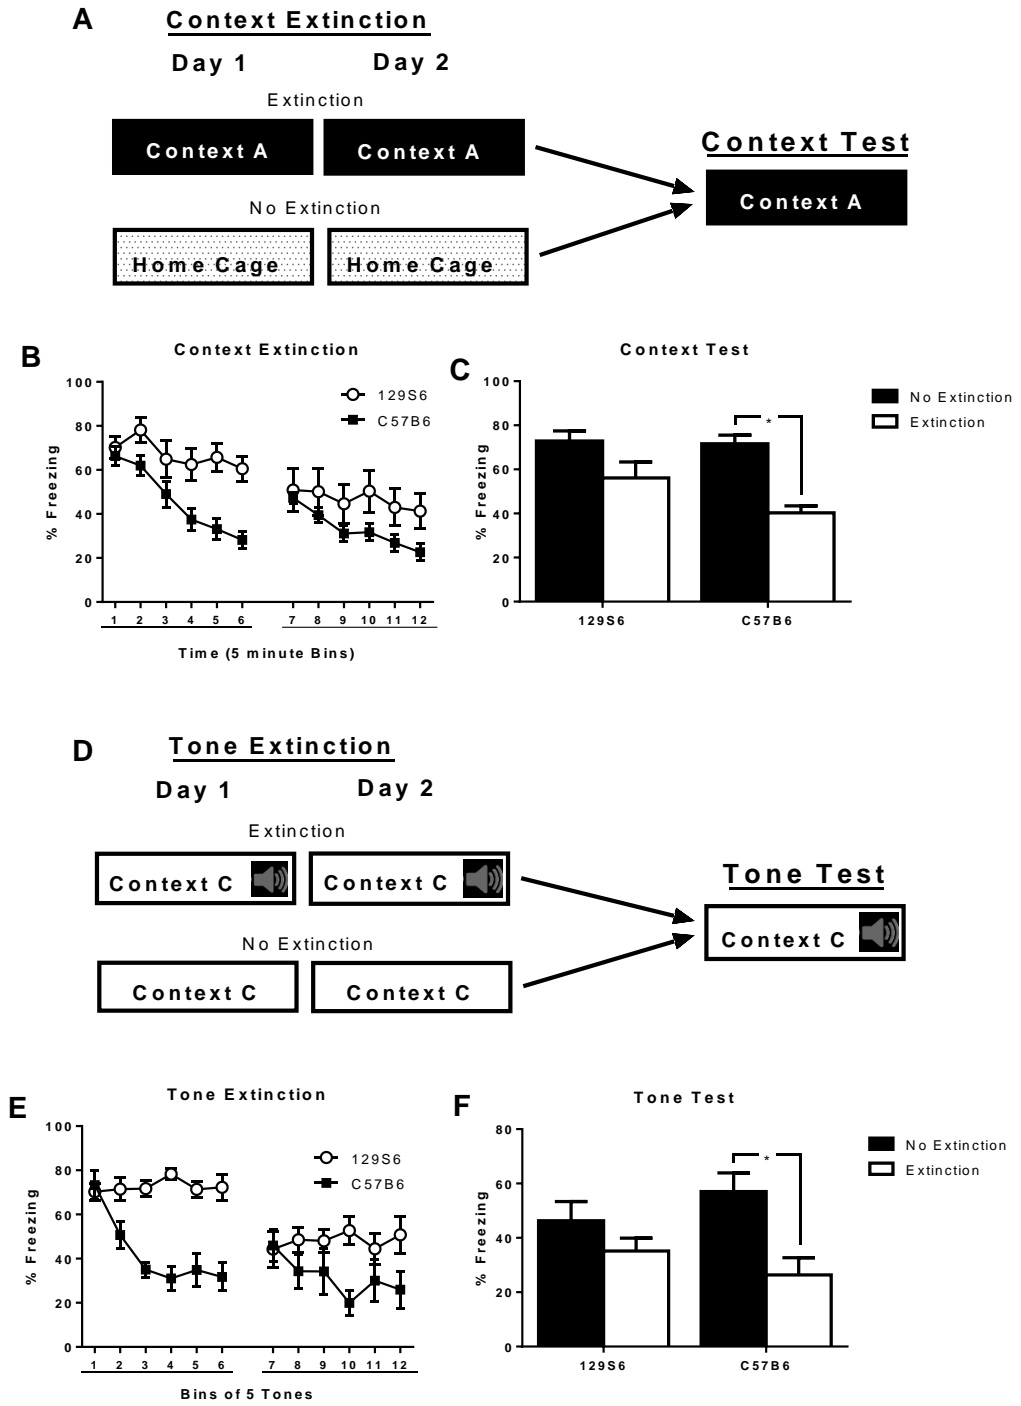 A
Context Extinction
Day 1 Day 2
Extinction
Context A Context A
Context Test
Context A
No Extinction
Home Cage Home Cage
B
Context Extinction
% Freezing
100
80
60
40
20
0
129S6
C57B6
1 2 3 4 5 6 7 8 9 10 11 12
Time (5 minute Bins)
C
Context Test
% Freezing
100
80
60
40
20
0
*
No Extinction
Extinction
129S6 C57B6
D
Tone Extinction
Day 1 Day 2
Extinction
Context C Context C
Tone Test
Context C
No Extinction
Context C Context C
E
Tone Extinction
% Freezing
100
80
60
40
20
0
129S6
C57B6
1 2 3 4 5 6 7 8 9 10 11 12
Bins of 5 Tones
F
Tone Test
% Freezing
80
60
40
20
0
*
No Extinction
Extinction
129S6 C57B6